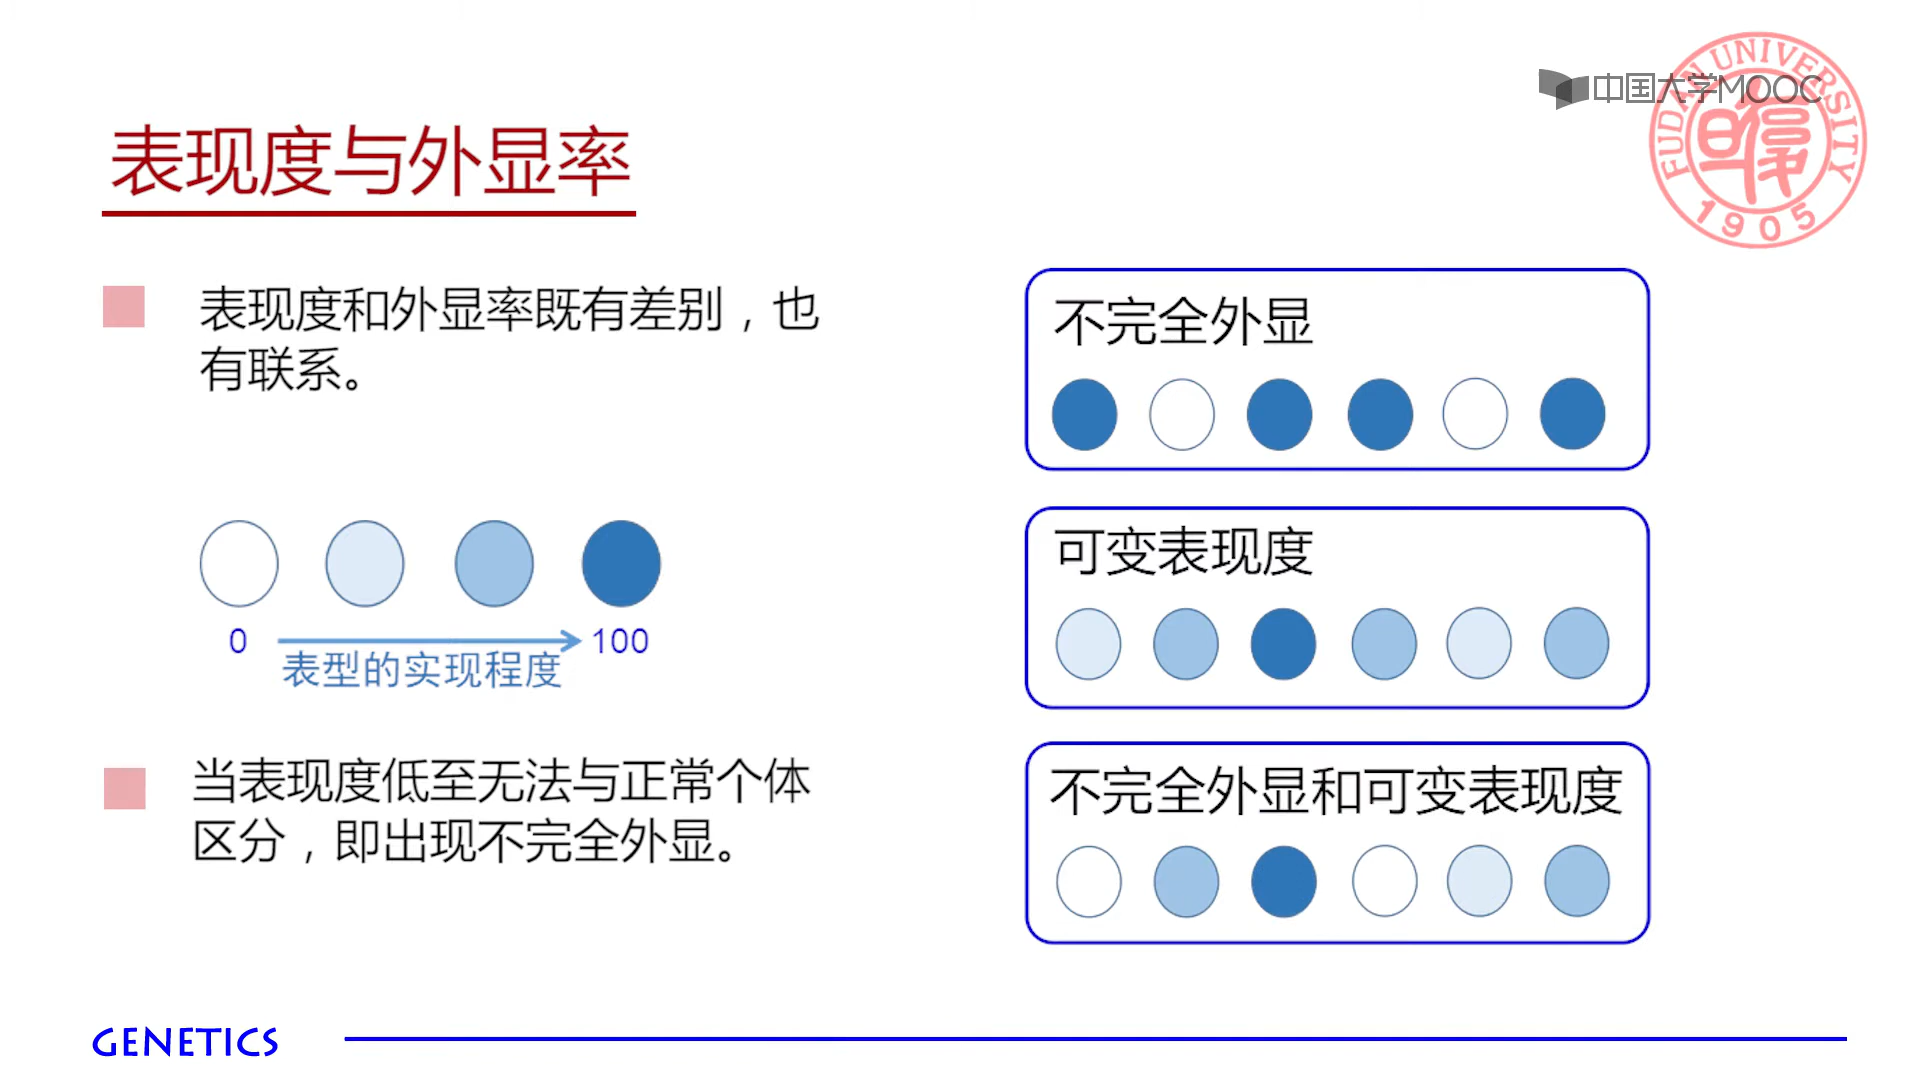 中国大学MOOC
FUDAN UNIVERSITY
1905
表现度与外显率
表现度和外显率既有差别，也
有联系。
0
100
表型的实现程度
当表现度低至无法与正常个体
区分，即出现不完全外显。
不完全外显
可变表现度
不完全外显和可变表现度
GENETICS